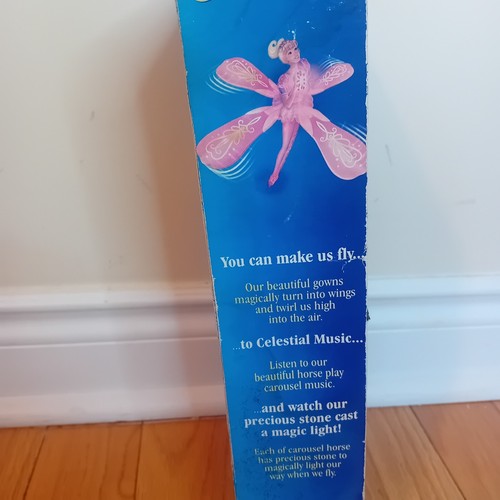 You can make us fly...
Our beautiful gowns
magically turn into wings
and twirl us high
into the air.
...to Celestial Music...
Listen to our
beautiful horse play
carousel music.
...and watch our
precious stone cast
a magic light!
Each of carousel horse
has precious stone to
magically light our
way when we fly.